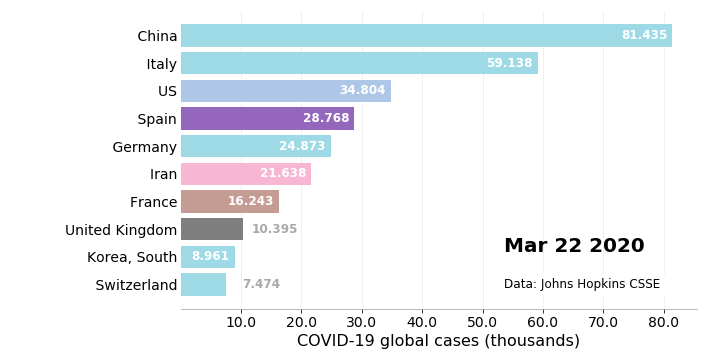 China 81.435
Italy 59.138
US 34.804
Spain 28.768
Germany 24.873
Iran 21.638
France 16.243
United Kingdom 10.395
Korea, South 8.961
Switzerland 7.474
Mar 22 2020
Data: Johns Hopkins CSSE
10.0 20.0 30.0 40.0 50.0 60.0 70.0 80.0
COVID-19 global cases (thousands)